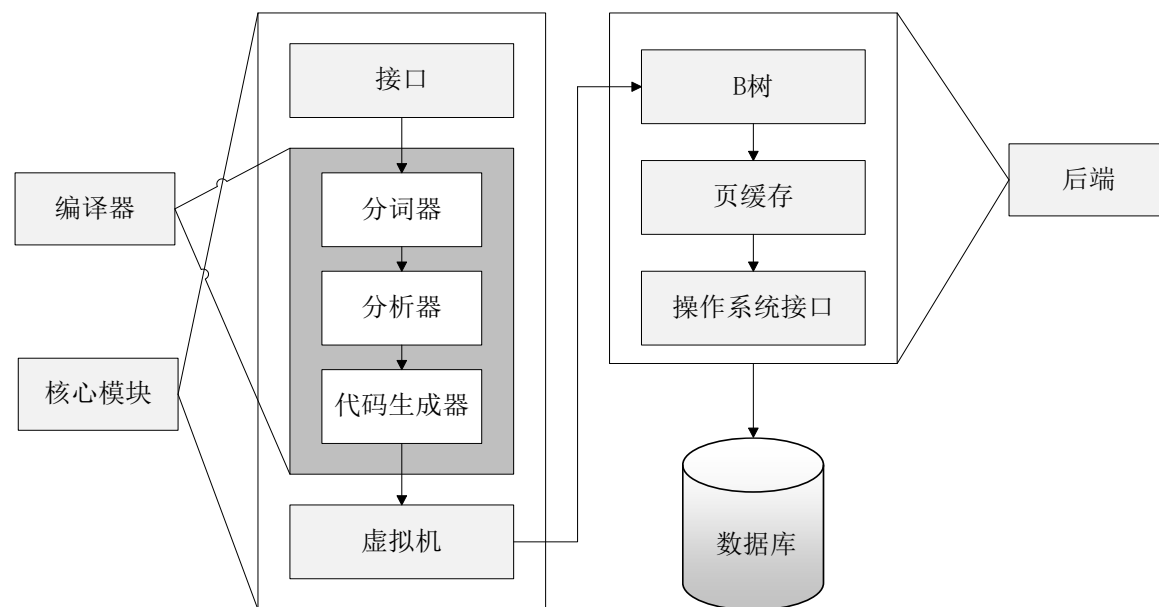 接口
编译器
分词器
分析器
核心模块
代码生成器
虚拟机
B树
页缓存
操作系统接口
后端
数据库